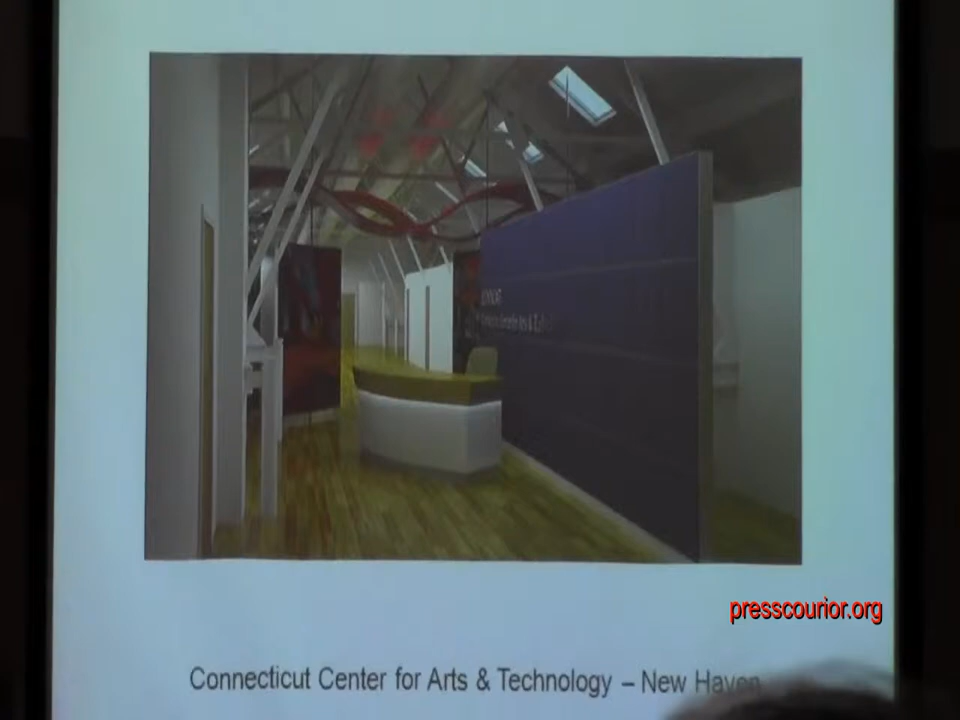 presscourior.org
Connecticut Center for Arts & Technology – New Haven